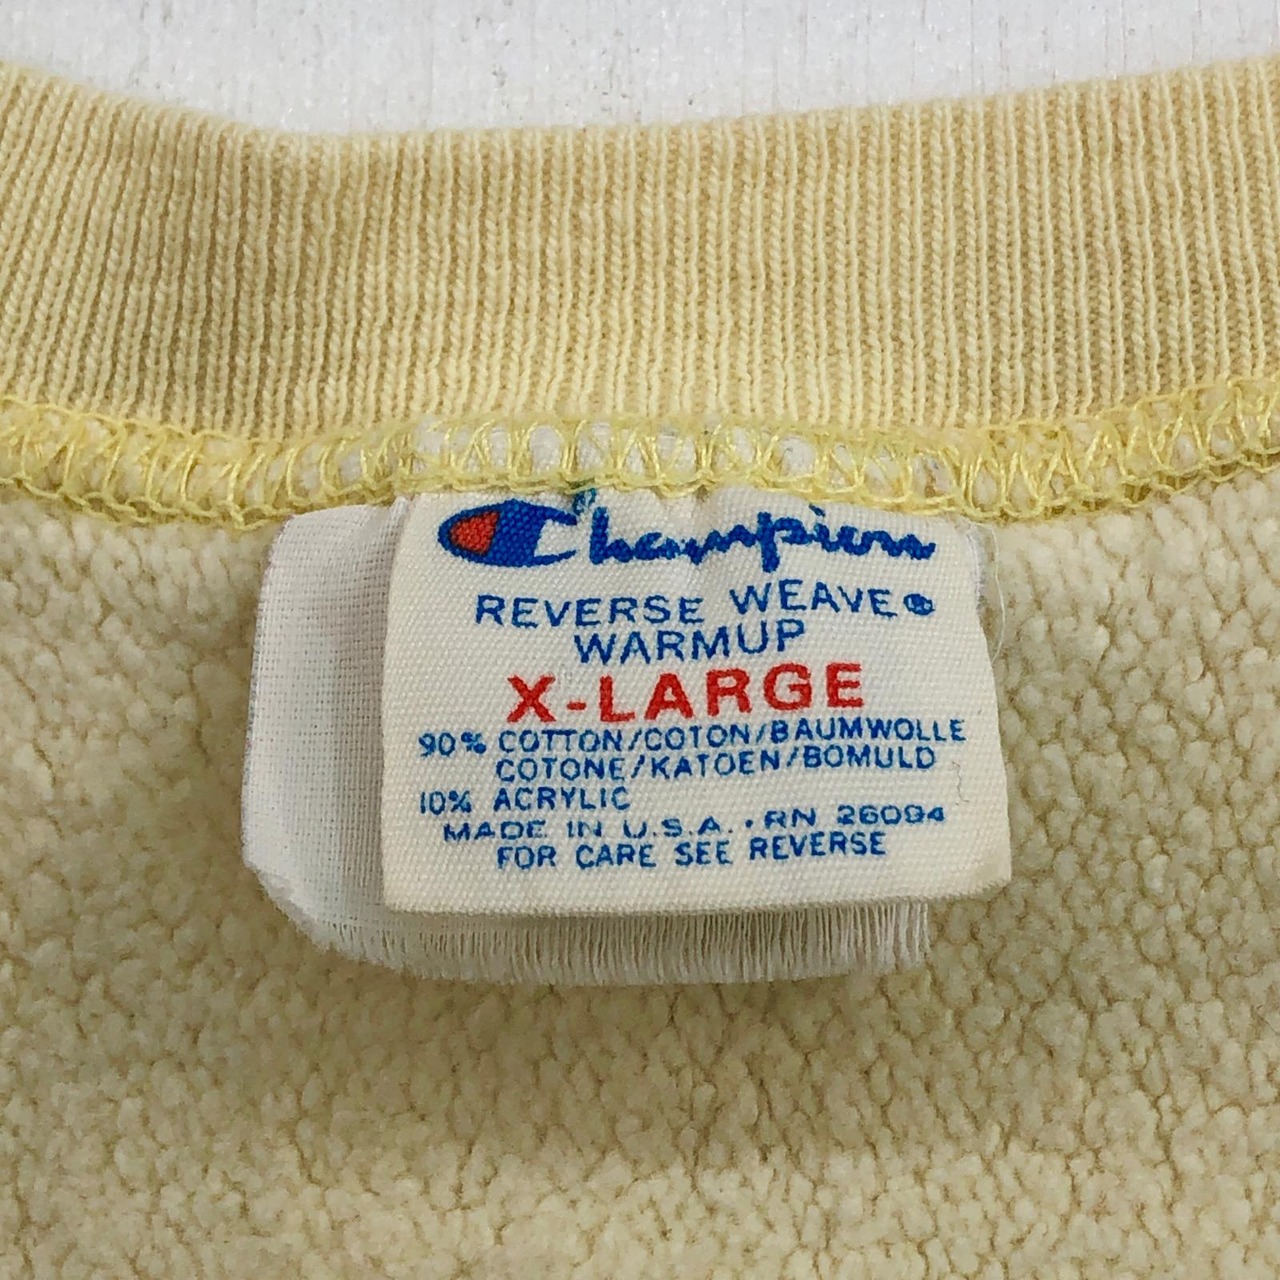 Champion®
REVERSE WEAVE®
WARMUP
X-LARGE
90% COTTON/COTON/BAUMWOLLE
COTONE/KATOEN/BOMULD
10% ACRYLIC
MADE IN U.S.A. • RN 26094
FOR CARE SEE REVERSE